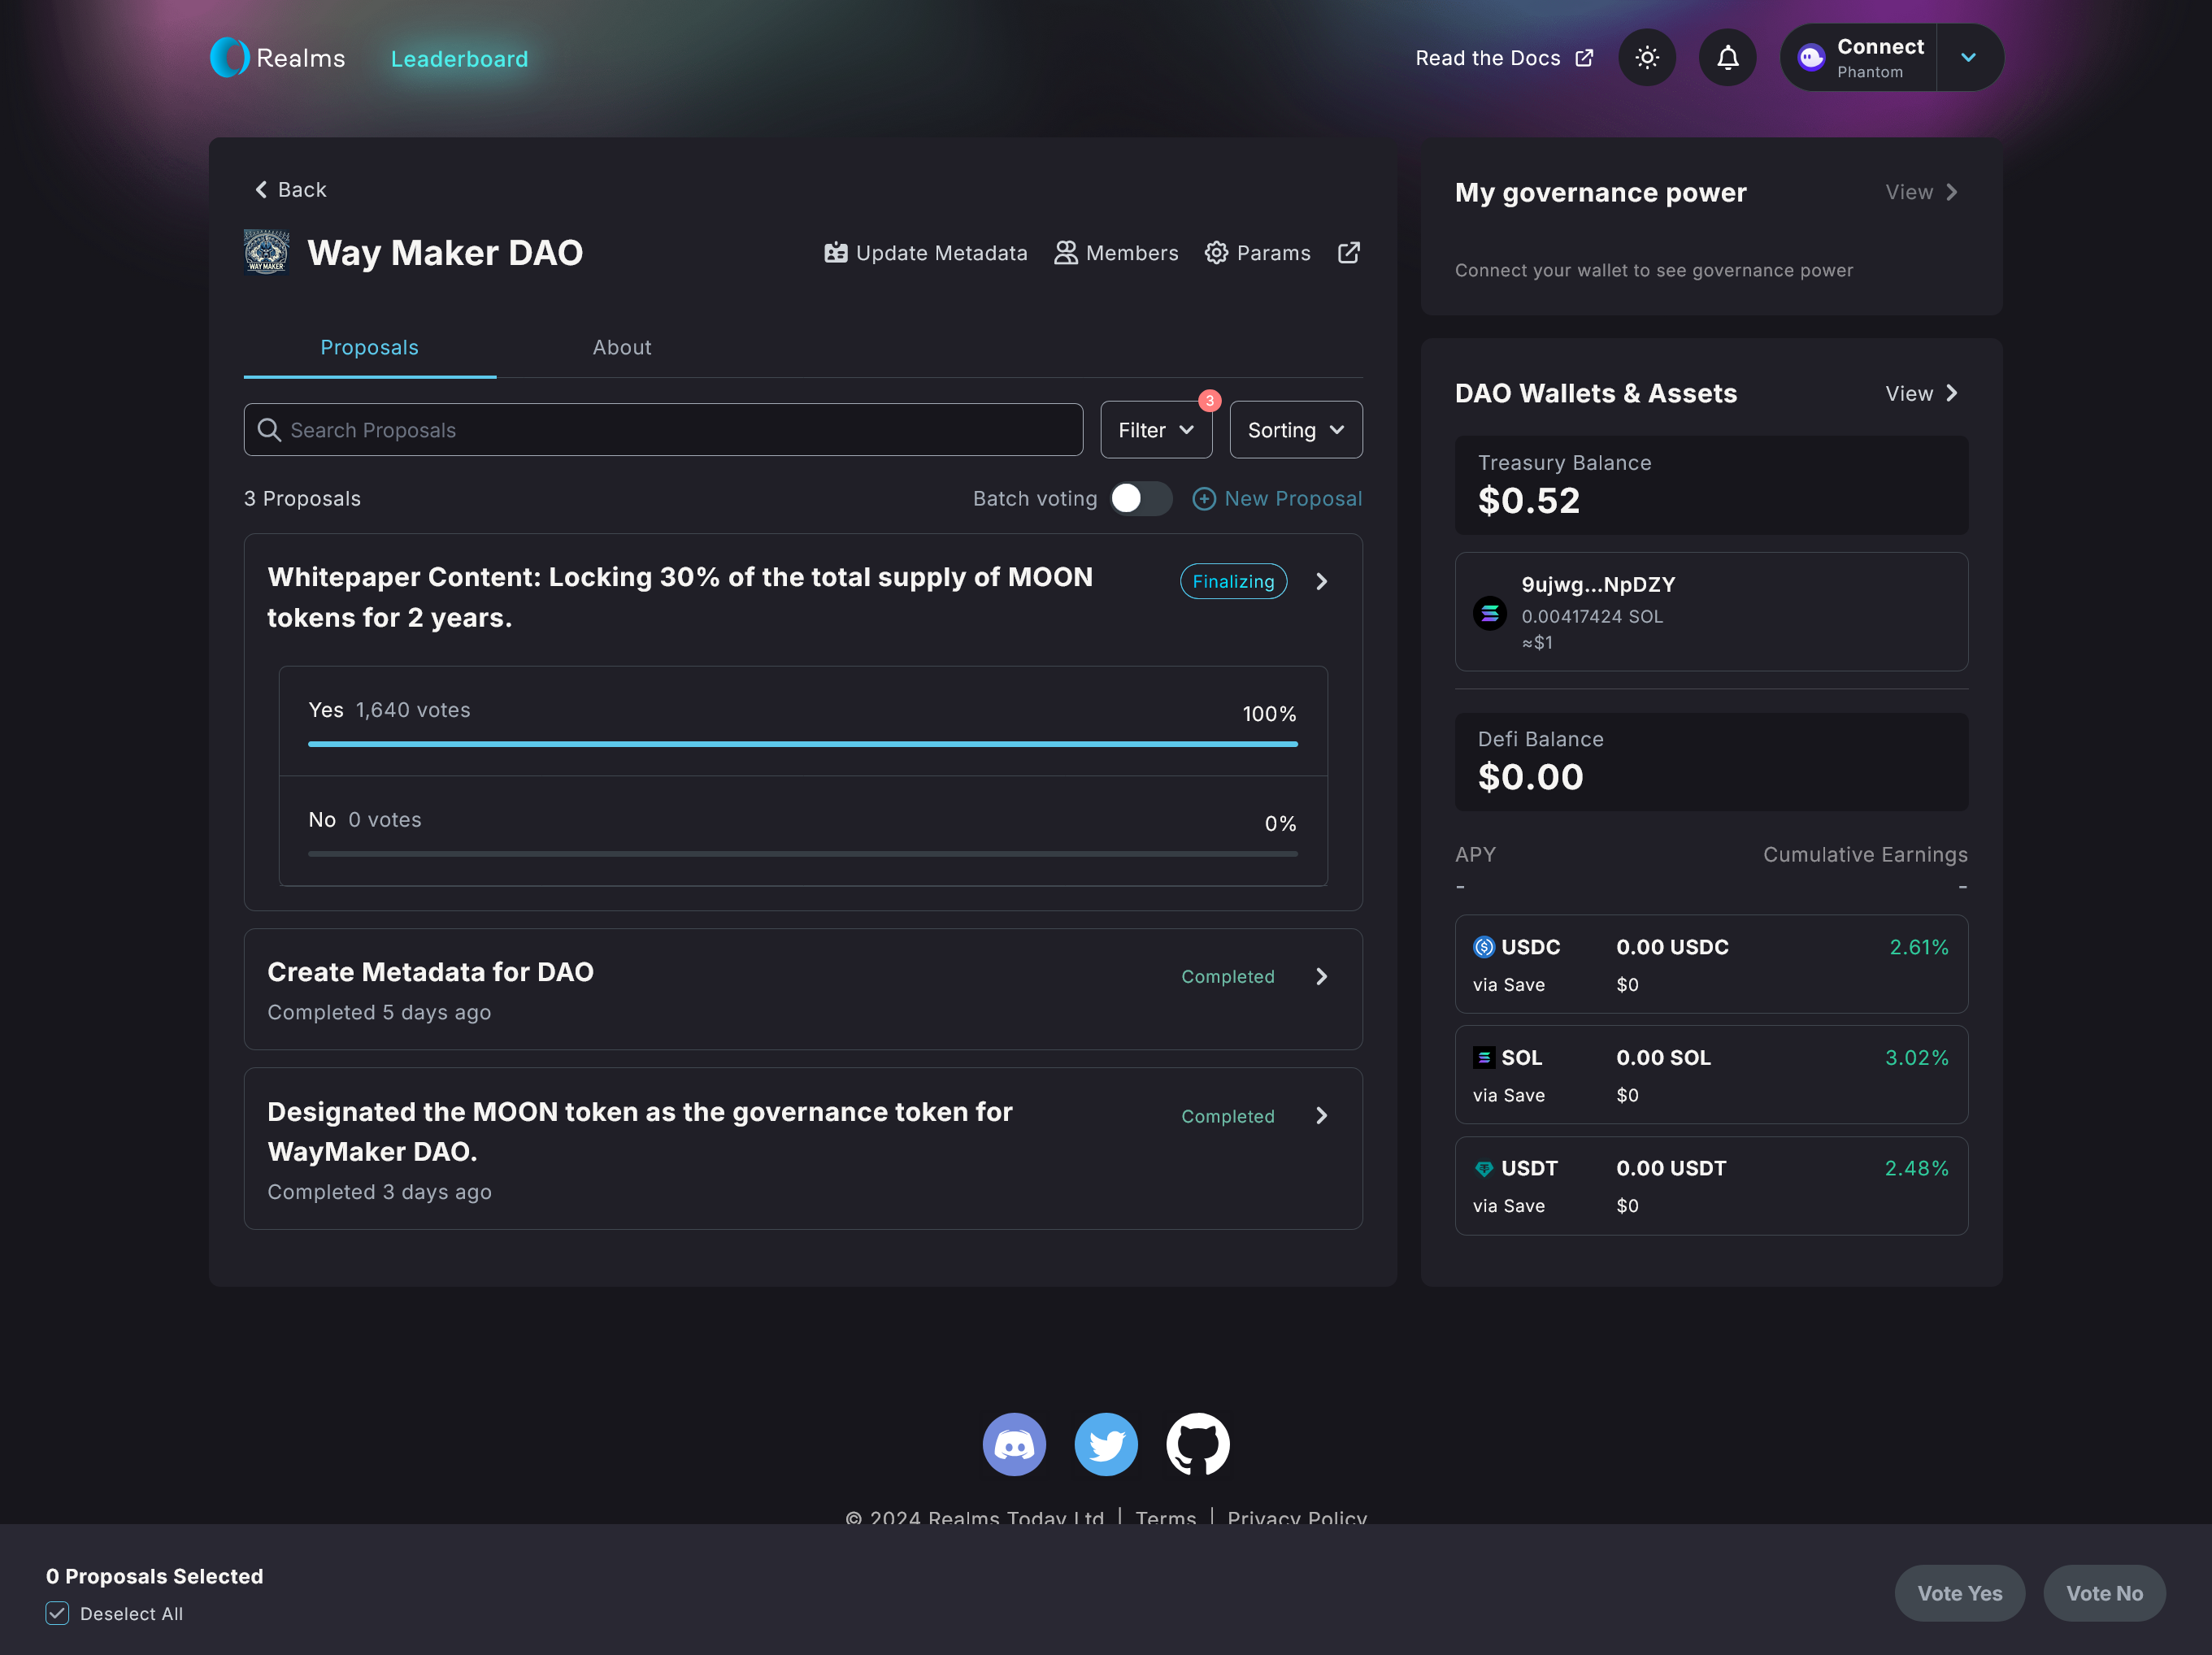 Realms
Leaderboard
Read the Docs
Connect
Phantom
Back
WAY MAKER
Way Maker DAO
Update Metadata
Members
Params
Proposals
About
Search Proposals
Filter
3
Sorting
3 Proposals
Batch voting
New Proposal
Whitepaper Content: Locking 30% of the total supply of MOON
tokens for 2 years.
Finalizing
Yes 1,640 votes
100%
No 0 votes
0%
Create Metadata for DAO
Completed
Completed 5 days ago
Designated the MOON token as the governance token for
WayMaker DAO.
Completed
Completed 3 days ago
My governance power
View
Connect your wallet to see governance power
DAO Wallets & Assets
View
Treasury Balance
$0.52
9ujwg...NpDZY
0.00417424 SOL
≈$1
Defi Balance
$0.00
APY
Cumulative Earnings
-
-
USDC
0.00 USDC
2.61%
via Save
$0
SOL
0.00 SOL
3.02%
via Save
$0
USDT
0.00 USDT
2.48%
via Save
$0
© 2024 Realms Today Ltd | Terms | Privacy Policy
0 Proposals Selected
Deselect All
Vote Yes
Vote No